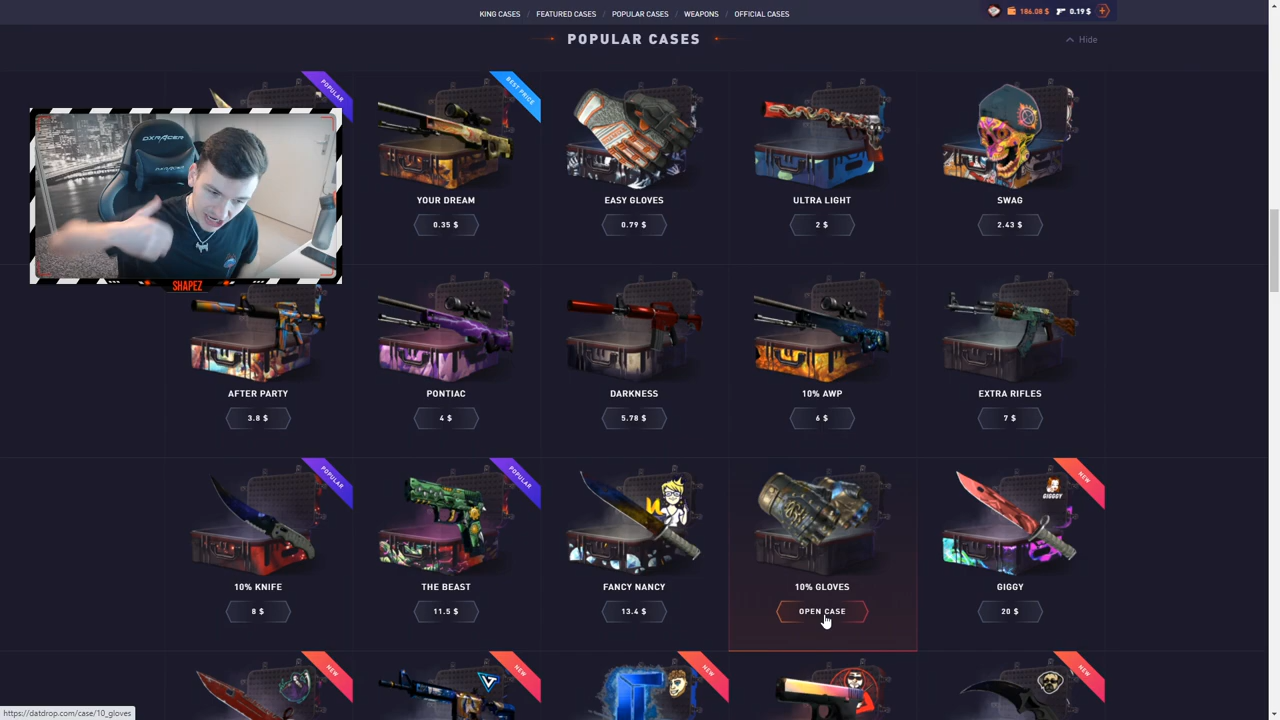 KING CASES / FEATURED CASES / POPULAR CASES / WEAPONS / OFFICIAL CASES
186.08 $ 0.19 $ +
POPULAR CASES
Hide
POPULAR
BEST PRICE
DXRACER
SHAPEZ
YOUR DREAM
0.35 $
EASY GLOVES
0.79 $
ULTRA LIGHT
2 $
SWAG
2.43 $
AFTER PARTY
3.8 $
PONTIAC
4 $
DARKNESS
5.78 $
10% AWP
6 $
EXTRA RIFLES
7 $
POPULAR
POPULAR
NEW
GIGGGY
10% KNIFE
8 $
THE BEAST
11.5 $
FANCY NANCY
13.4 $
10% GLOVES
OPEN CASE
GIGGY
20 $
NEW
NEW
NEW
NEW
https://datdrop.com/case/10_gloves